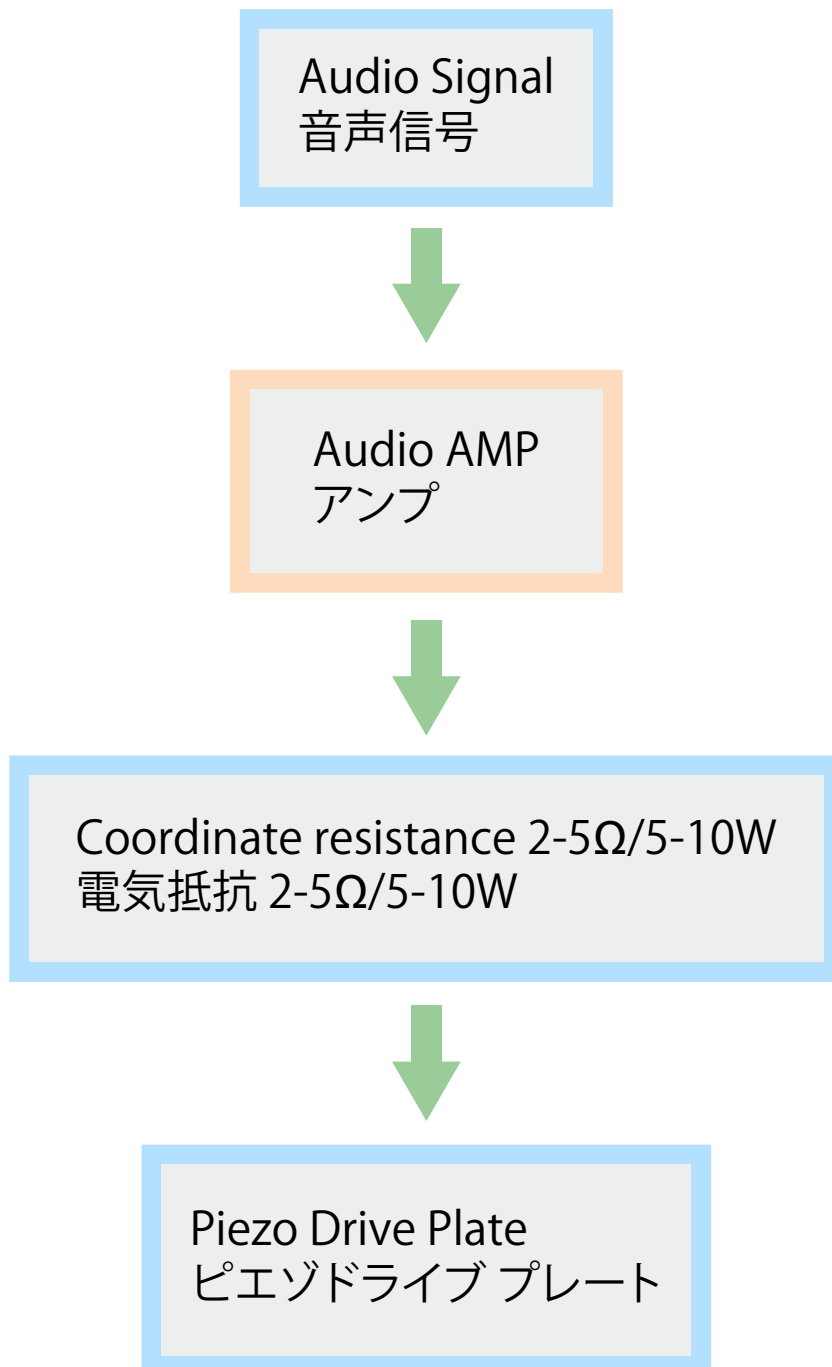 Audio Signal
音声信号
Audio AMP
アンプ
Coordinate resistance 2-5Ω/5-10W
電気抵抗 2-5Ω/5-10W
Piezo Drive Plate
ピエゾドライブ プレート